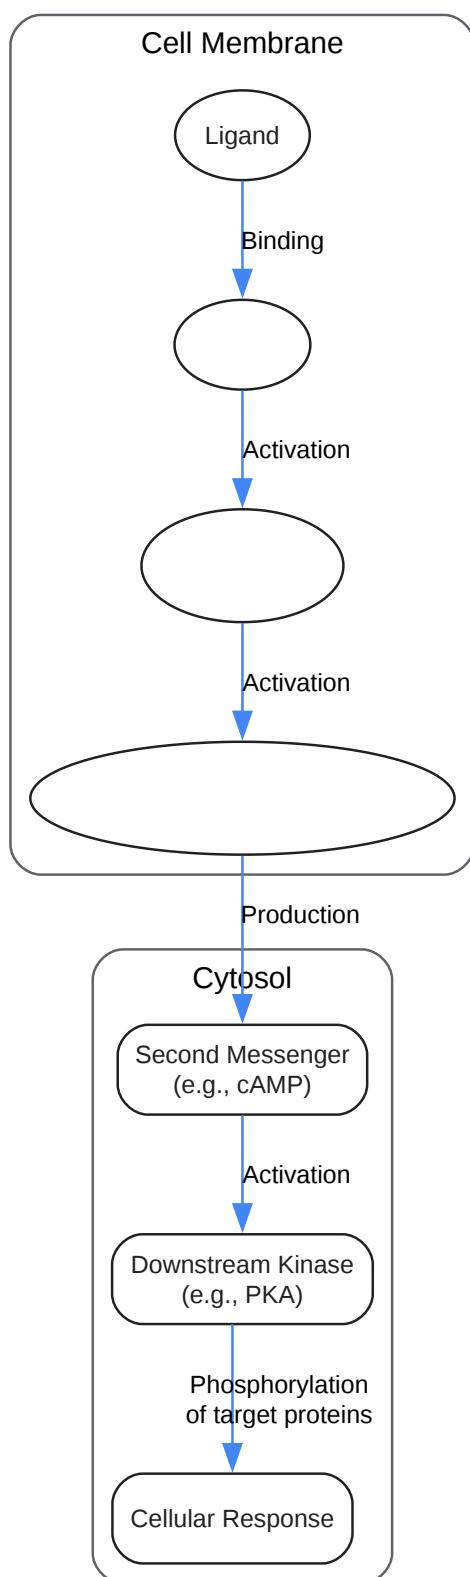 Cell Membrane
Ligand
Binding
Activation
Activation
Production
Cytosol
Second Messenger
(e.g., cAMP)
Activation
Downstream Kinase
(e.g., PKA)
Phosphorylation
of target proteins
Cellular Response